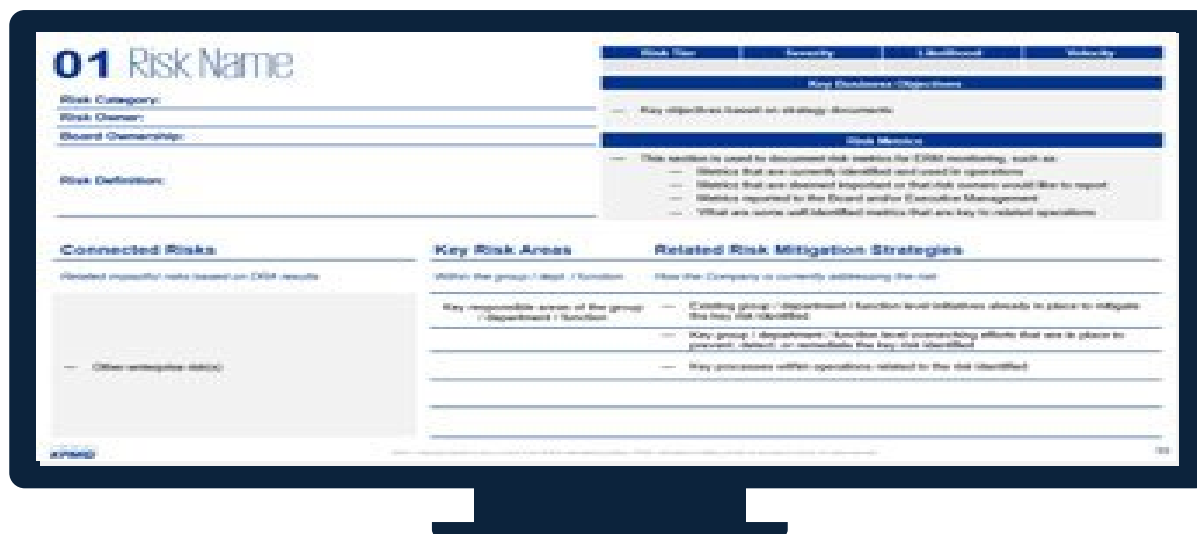 01 Risk Name
Risk Tier Severity Likelihood Velocity
Key Business Objectives
— Key objectives based on strategy documents
Risk Category:
Risk Owner:
Board Ownership:
Risk Definition:
Risk Metrics
— This section is used to document risk metrics for ERM monitoring, such as:
— Metrics that are currently identified and used in operations
— Metrics that are deemed important or that risk owners would like to report
— Metrics reported to the Board and/or Executive Management
— What are some well-identified metrics that are key to related operations
Connected Risks
Related impactful risks based on DRM results
— Other enterprise risk(s)
Key Risk Areas
Within the group / dept. / function
Key responsible areas of the group
/ department / function
Related Risk Mitigation Strategies
How the Company is currently addressing the risk
— Existing group / department / function level initiatives already in place to mitigate
the key risk identified
— Key group / department / function level overarching efforts that are in place to
prevent, detect, or remediate the key risk identified
— Key processes within operations related to the risk identified
KPMG